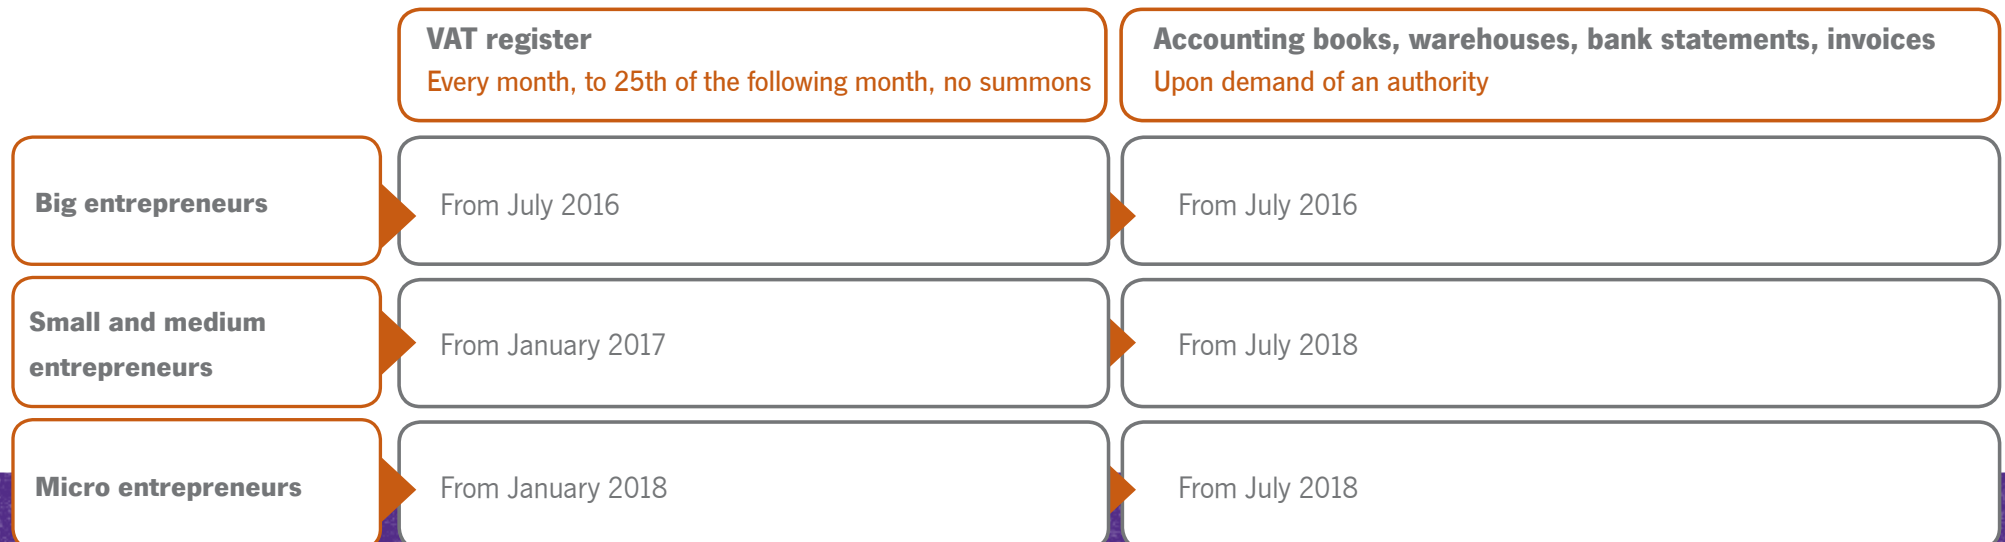 VAT register
Every month, to 25th of the following month, no summons
Accounting books, warehouses, bank statements, invoices
Upon demand of an authority
Big entrepreneurs
From July 2016
From July 2016
Small and medium
entrepreneurs
From January 2017
From July 2018
Micro entrepreneurs
From January 2018
From July 2018